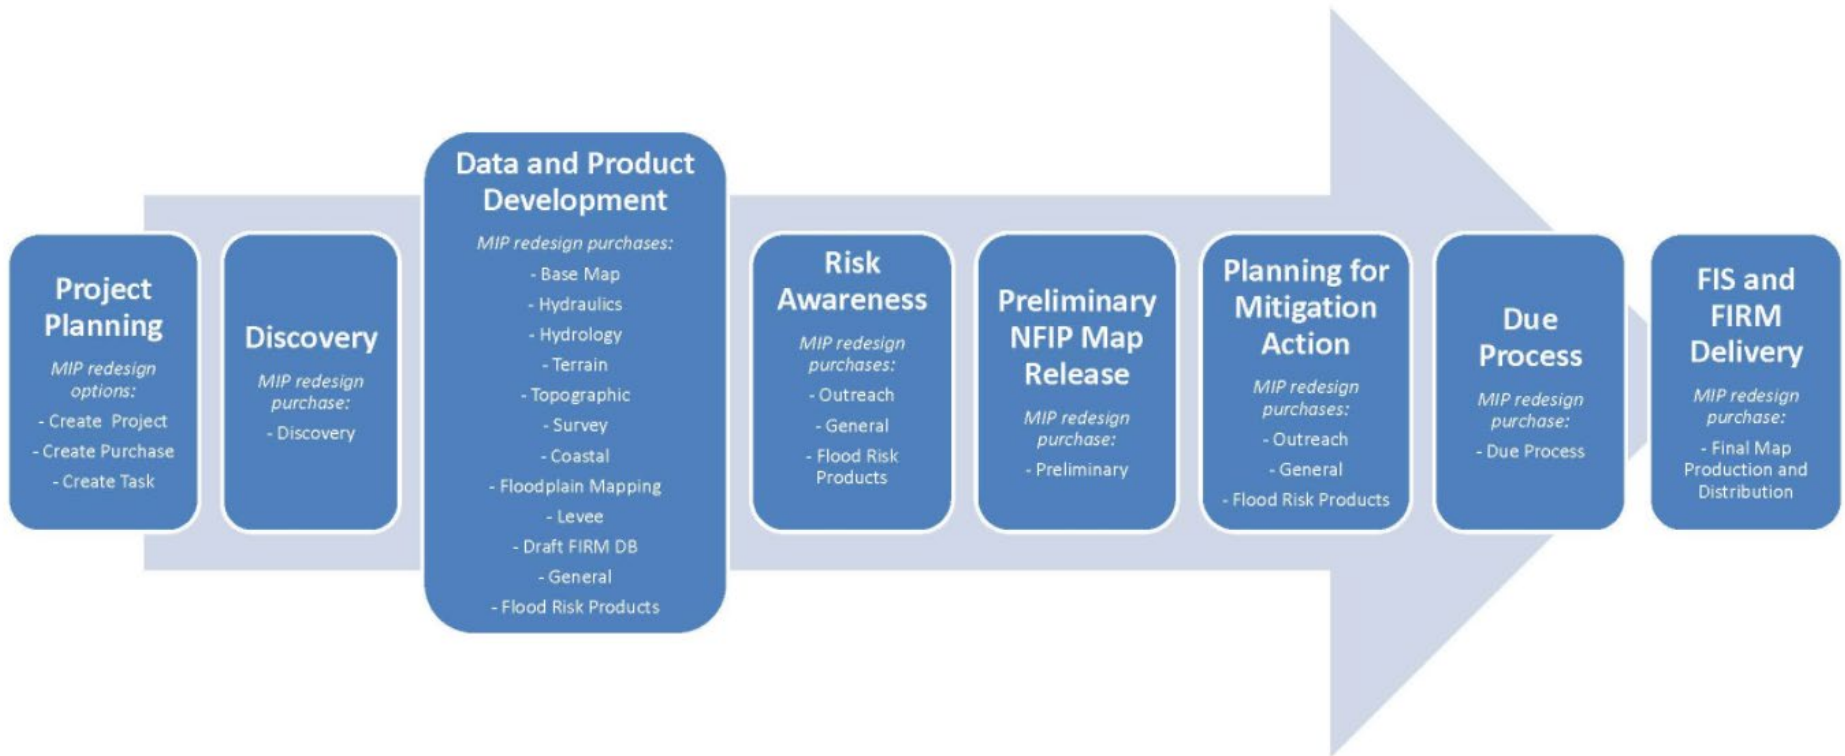 Project
Planning
MIP redesign
options:
- Create  Project
- Create Purchase
- Create Task
Discovery
MIP redesign
purchase:
- Discovery
Data and Product
Development
MIP redesign purchases:
- Base Map
- Hydraulics
- Hydrology
- Terrain
- Topographic
- Survey
- Coastal
- Floodplain Mapping
- Levee
- Draft FIRM DB
- General
- Flood Risk Products
Risk
Awareness
MIP redesign
purchases:
- Outreach
- General
- Flood Risk
Products
Preliminary
NFIP Map
Release
MIP redesign
purchase:
- Preliminary
Planning for
Mitigation
Action
MIP redesign
purchases:
- Outreach
- General
- Flood Risk Products
Due
Process
MIP redesign
purchase:
- Due Process
FIS and
FIRM
Delivery
MIP redesign
purchase:
- Final Map
Production and
Distribution